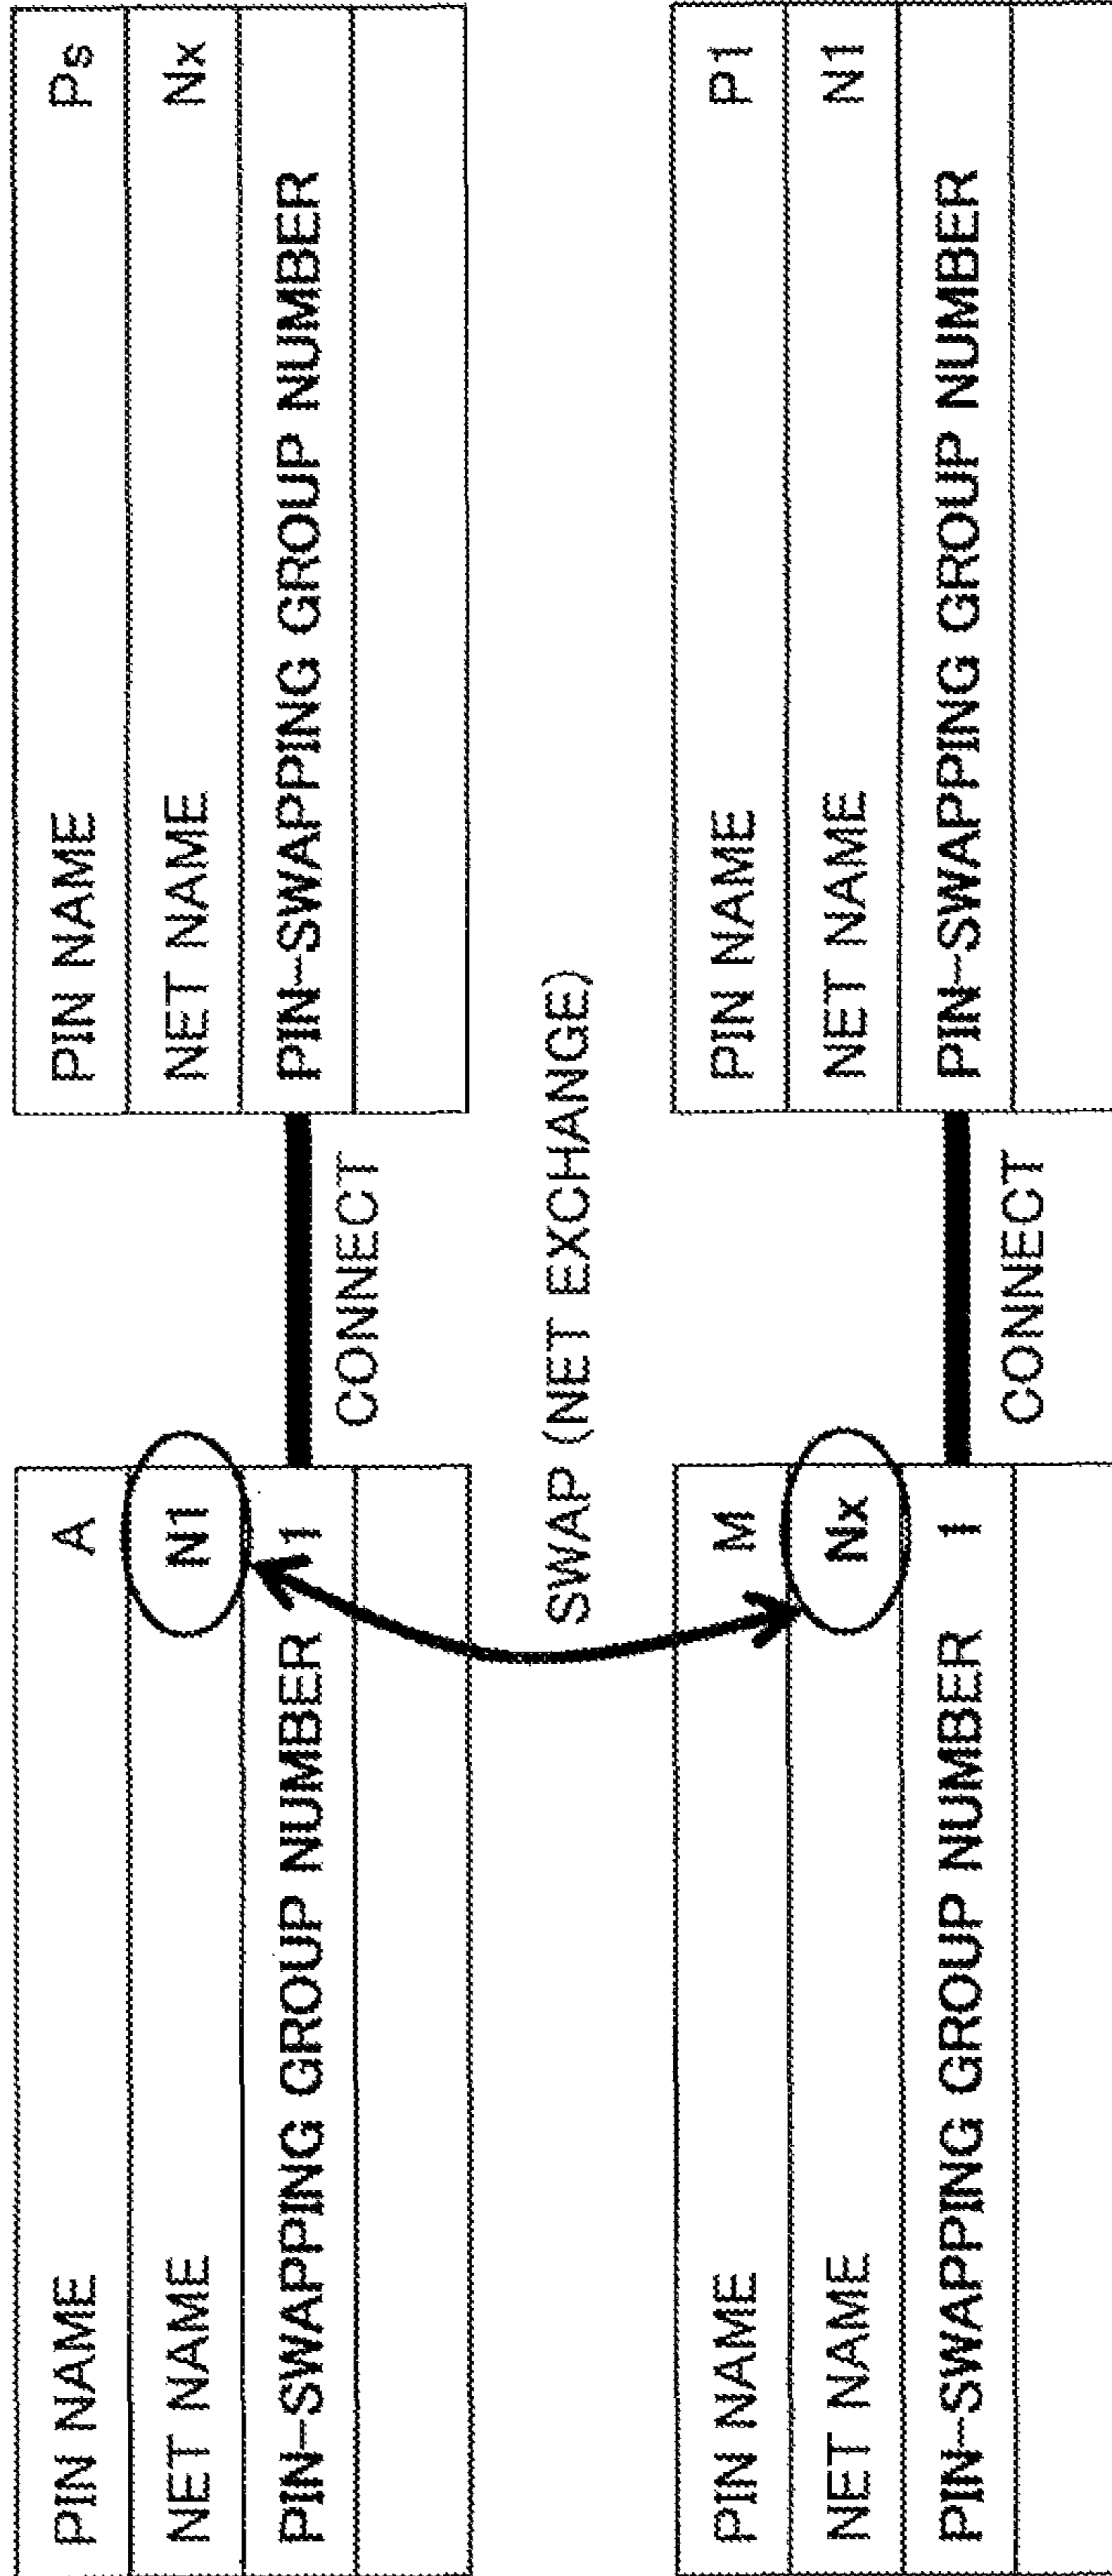 PIN NAME A
NET NAME N1
PIN-SWAPPING GROUP NUMBER 1
CONNECT
PIN NAME Ps
NET NAME Nx
PIN-SWAPPING GROUP NUMBER
SWAP (NET EXCHANGE)
PIN NAME M
NET NAME Nx
PIN-SWAPPING GROUP NUMBER 1
CONNECT
PIN NAME P1
NET NAME N1
PIN-SWAPPING GROUP NUMBER